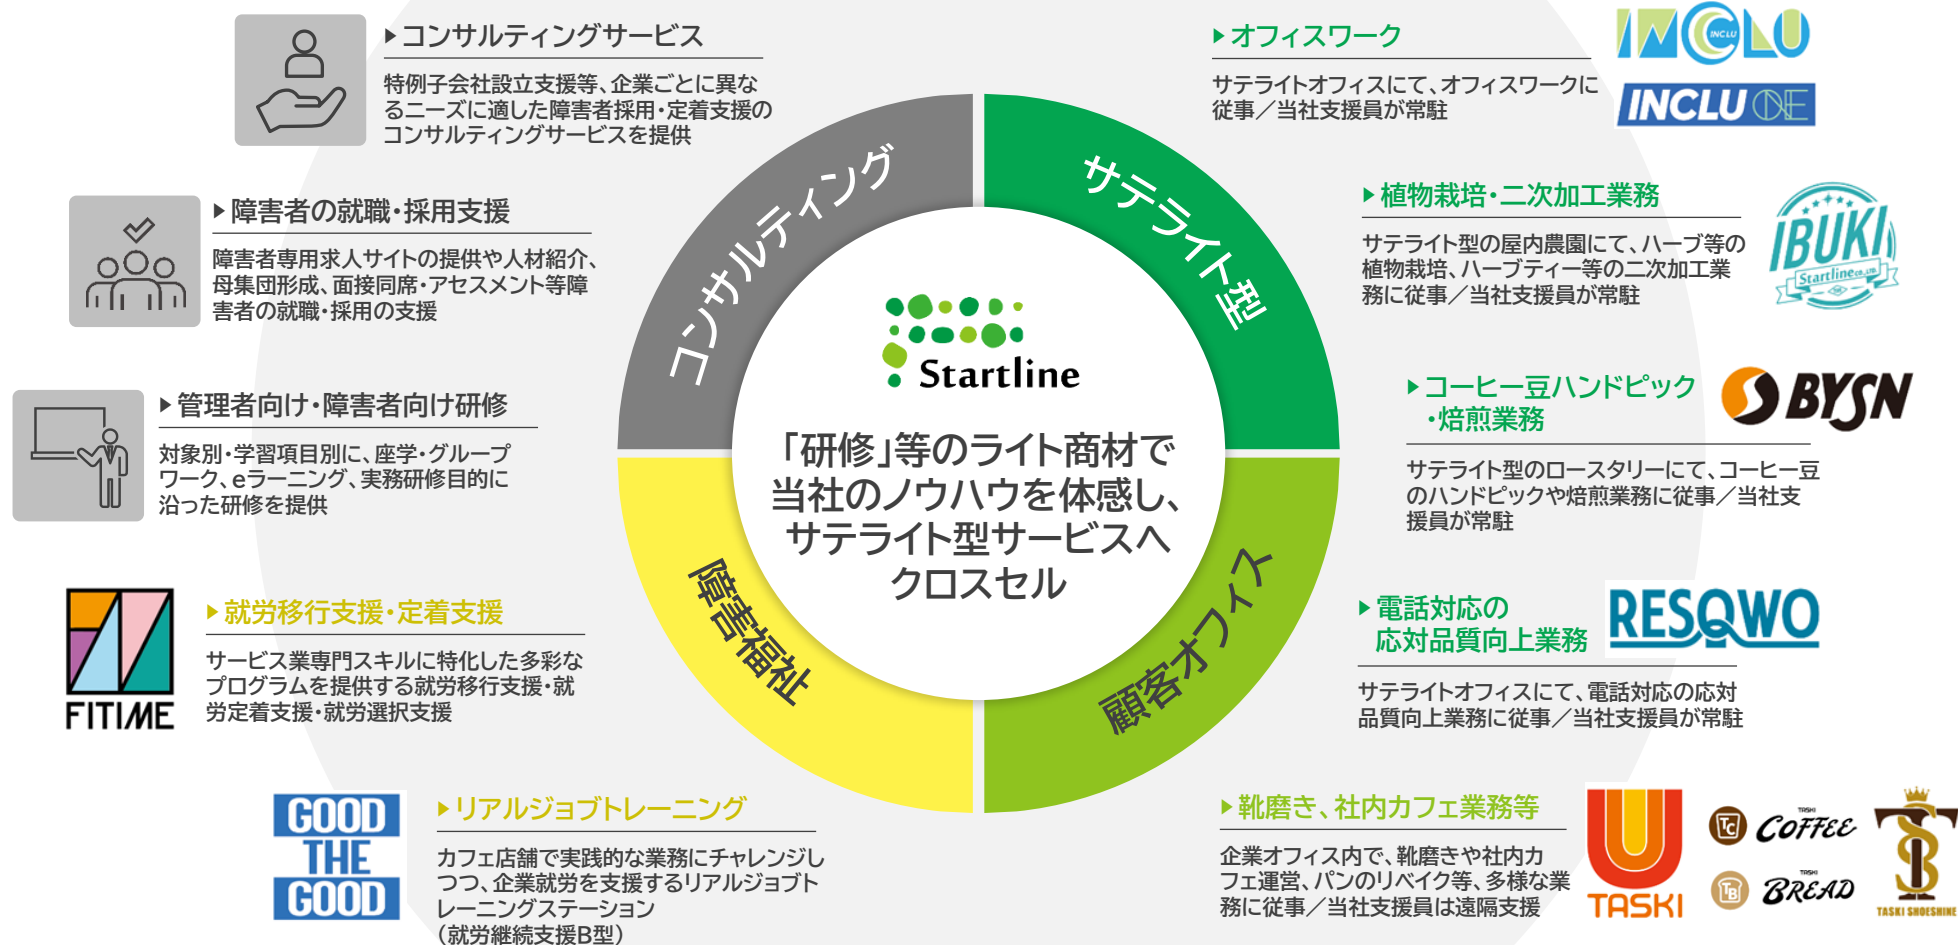 ▶コンサルティングサービス
特例子会社設立支援等、企業ごとに異な
るニーズに適した障害者採用・定着支援の
コンサルティングサービスを提供
▶障害者の就職・採用支援
障害者専用求人サイトの提供や人材紹介、
母集団形成、面接同席・アセスメント等障
害者の就職・採用の支援
▶管理者向け・障害者向け研修
対象別・学習項目別に、座学・グループ
ワーク、eラーニング、実務研修目的に
沿った研修を提供
FITIME
▶就労移行支援・定着支援
サービス業専門スキルに特化した多彩な
プログラムを提供する就労移行支援・就
労定着支援・就労選択支援
GOOD
THE
GOOD
▶リアルジョブトレーニング
カフェ店舗で実践的な業務にチャレンジし
つつ、企業就労を支援するリアルジョブト
レーニングステーション
（就労継続支援B型）
コンサルティング
サテライト型
障害福祉
顧客オフィス
Startline
「研修」等のライト商材で
当社のノウハウを体感し、
サテライト型サービスへ
クロスセル
▶オフィスワーク
サテライトオフィスにて、オフィスワークに
従事／当社支援員が常駐
INCLU
INCLU
INCLU ONE
▶植物栽培・二次加工業務
サテライト型の屋内農園にて、ハーブ等の
植物栽培、ハーブティー等の二次加工業
務に従事／当社支援員が常駐
IBUKI
Startline co.,Ltd.
▶コーヒー豆ハンドピック
・焙煎業務
サテライト型のロースタリーにて、コーヒー豆
のハンドピックや焙煎業務に従事／当社支
援員が常駐
BYSN
▶電話対応の
応対品質向上業務
サテライトオフィスにて、電話対応の応対
品質向上業務に従事／当社支援員が常駐
RESQWO
▶靴磨き、社内カフェ業務等
企業オフィス内で、靴磨きや社内カ
フェ運営、パンのリベイク等、多様な業
務に従事／当社支援員は遠隔支援
TASKI
TC
TASKI
COFFEE
TB
TASKI
BREAD
TS
TASKI SHOESHINE